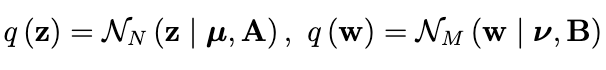 q (z) = 𝒩_N (z | μ, A) , q (w) = 𝒩_M (w | ν, B)